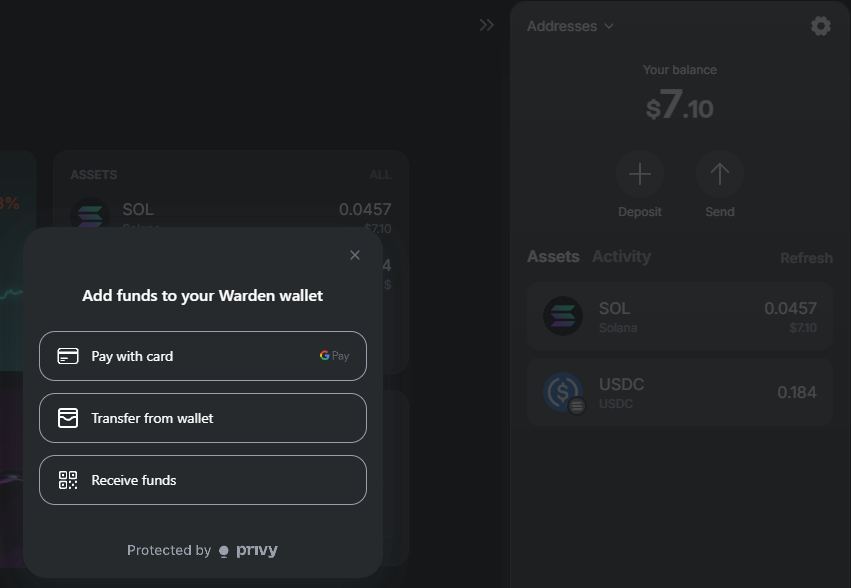 Addresses
Your balance
$7.10
Deposit
Send
Assets Activity Refresh
SOL 0.0457
Solana $7.10
USDC 0.184
USDC
3%
ASSETS ALL
SOL 0.0457
Solana $7.10
4
$
Add funds to your Warden wallet
Pay with card G Pay
Transfer from wallet
Receive funds
Protected by privy